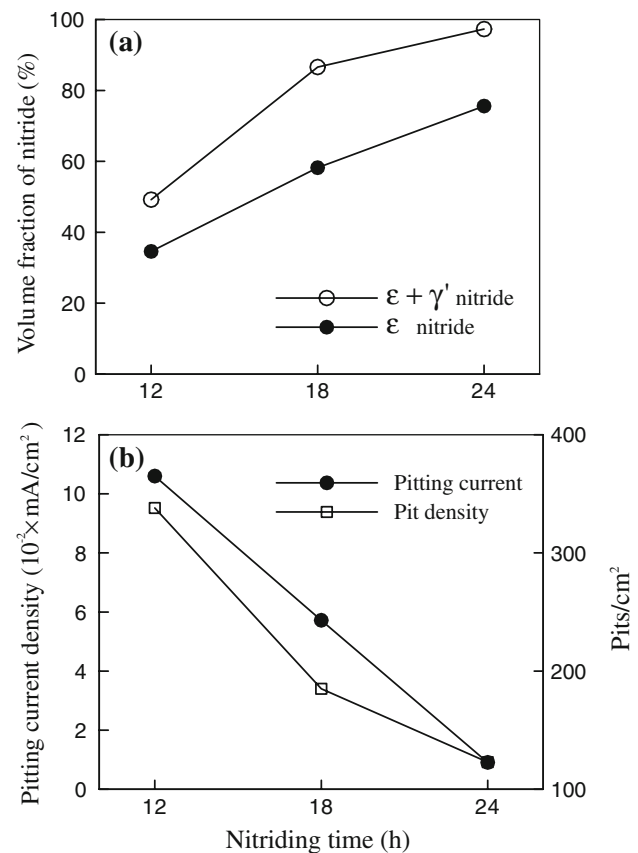 (a)
Volume fraction of nitride (%)
100
80
60
40
20
0
12
18
24
ε + γ' nitride
ε nitride
(b)
Pitting current density (10⁻²×mA/cm²)
12
10
8
6
4
2
0
Pitting current
Pit density
400
300
200
100
Pits/cm²
12
18
24
Nitriding time (h)